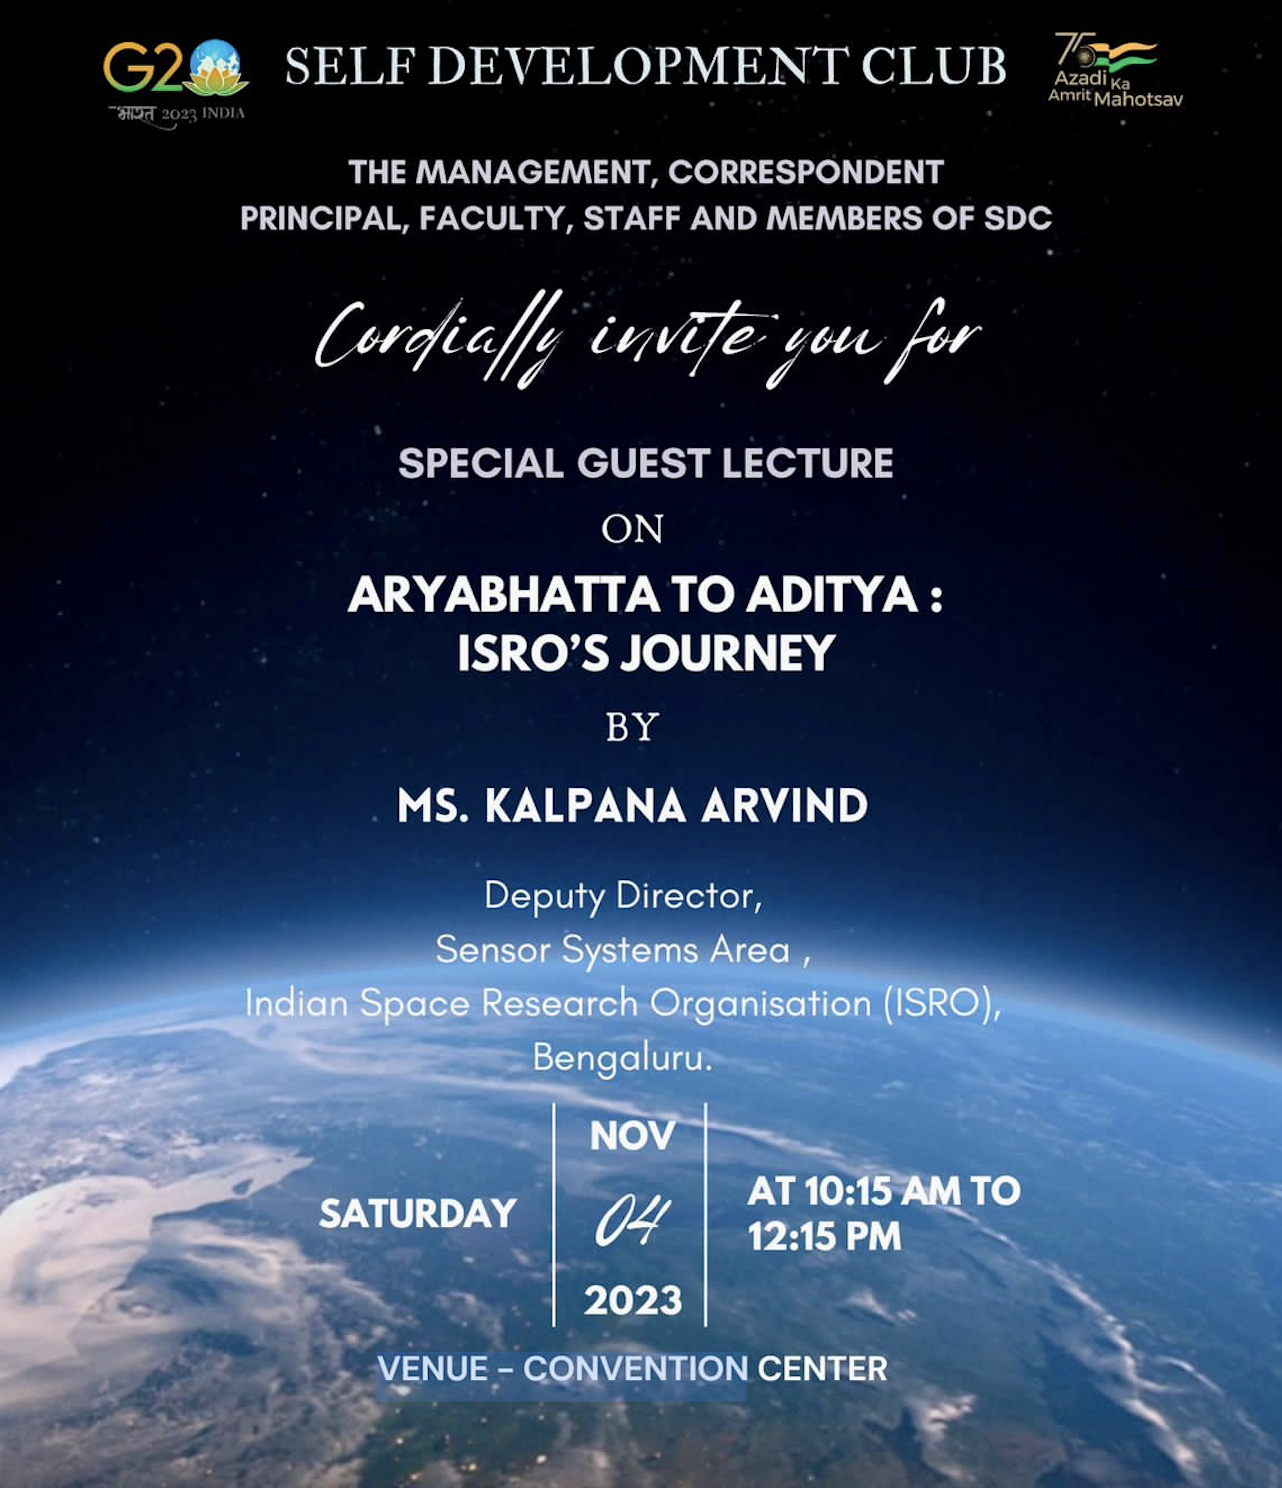 G20
भारत 2023 INDIA
SELF DEVELOPMENT CLUB
75
Azadi Ka
Amrit Mahotsav
THE MANAGEMENT, CORRESPONDENT
PRINCIPAL, FACULTY, STAFF AND MEMBERS OF SDC
Cordially invite you for
SPECIAL GUEST LECTURE
ON
ARYABHATTA TO ADITYA :
ISRO'S JOURNEY
BY
MS. KALPANA ARVIND
Deputy Director,
Sensor Systems Area ,
Indian Space Research Organisation (ISRO),
Bengaluru.
SATURDAY
NOV
04
2023
AT 10:15 AM TO
12:15 PM
VENUE - CONVENTION CENTER